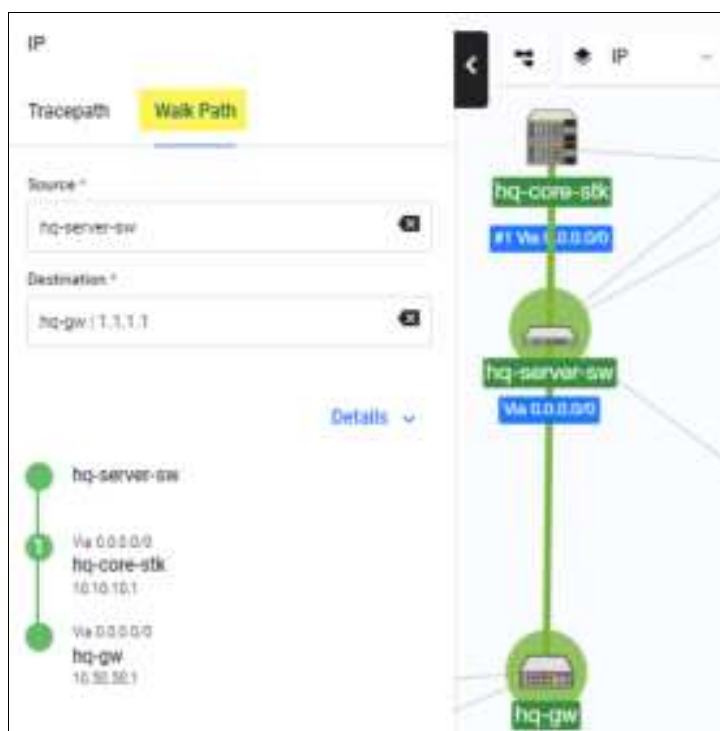 IP
Tracepath
Walk Path
Source *
hq-server-sw
Destination *
hq-gw | 1.1.1.1
Details
hq-server-sw
1
Via 0.0.0.0/0
hq-core-stk
10.10.10.1
Via 0.0.0.0/0
hq-gw
10.50.50.1
IP
hq-core-stk
#1 Via 0.0.0.0/0
hq-server-sw
Via 0.0.0.0/0
hq-gw